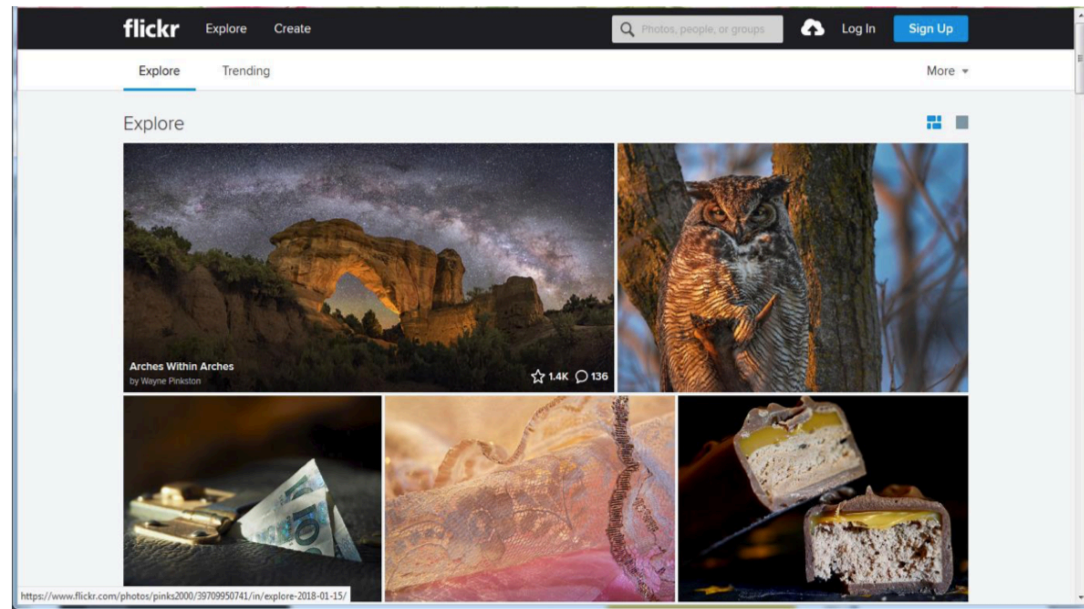 flickr Explore Create Photos, people, or groups Log In Sign Up
Explore Trending More
Explore
Arches Within Arches
by Wayne Pinkston
1.4K 136
https://www.flickr.com/photos/pinks2000/39709950741/in/explore-2018-01-15/